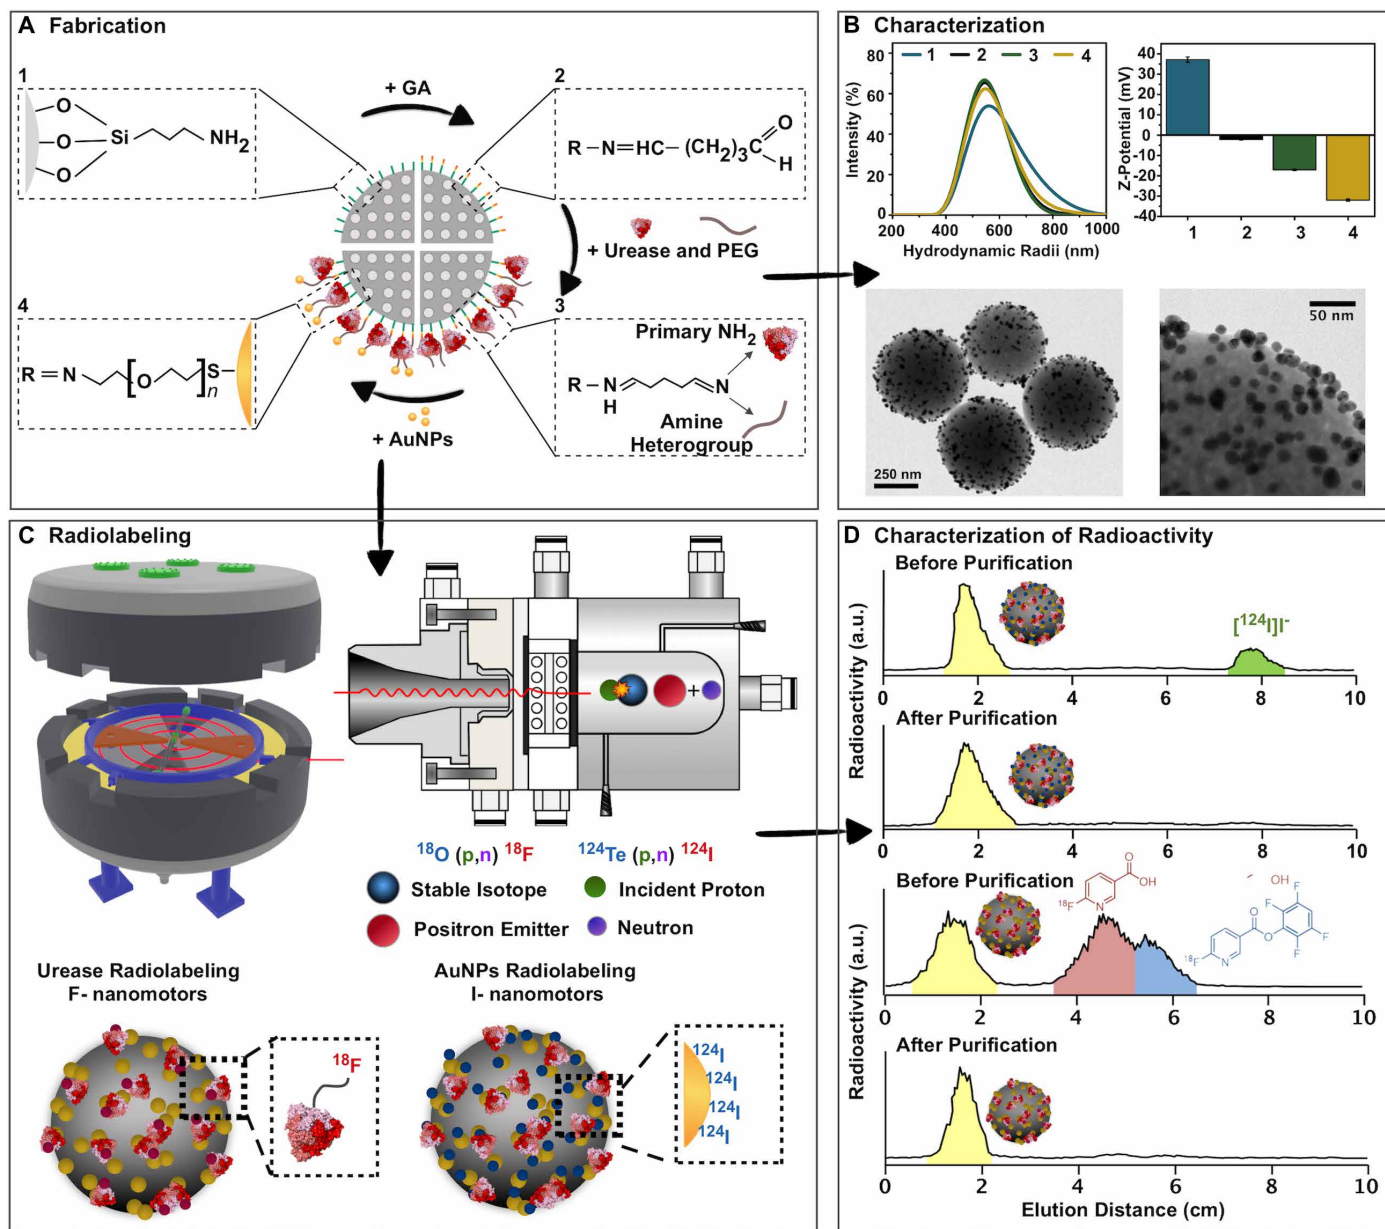 A Fabrication
1
O
O
O
Si
NH2
+ GA
2
R–N=HC–(CH2)3C
O
H
+ Urease and PEG
4
R=N
[O
]n
S
+ AuNPs
3
Primary NH2
R–N
H
N
Amine
Heterogroup
B Characterization
80
60
40
20
0
Intensity (%)
1 2 3 4
200 400 600 800 1000
Hydrodynamic Radii (nm)
40
30
20
10
0
-10
-20
-30
-40
Z-Potential (mV)
1 2 3 4
250 nm
50 nm
C Radiolabeling
+
18O (p,n) 18F
124Te (p,n) 124I
Stable Isotope
Incident Proton
Positron Emitter
Neutron
Urease Radiolabeling
F- nanomotors
18F
AuNPs Radiolabeling
I- nanomotors
124I
124I
124I
124I
D Characterization of Radioactivity
Before Purification
[124I]I-
0 2 4 6 8 10
After Purification
0 2 4 6 8 10
Radioactivity (a.u.)
Before Purification
O
OH
18F
N
OH
O
O
F
F
F
F
18F
N
0 2 4 6 8 10
After Purification
0 2 4 6 8 10
Radioactivity (a.u.)
Elution Distance (cm)